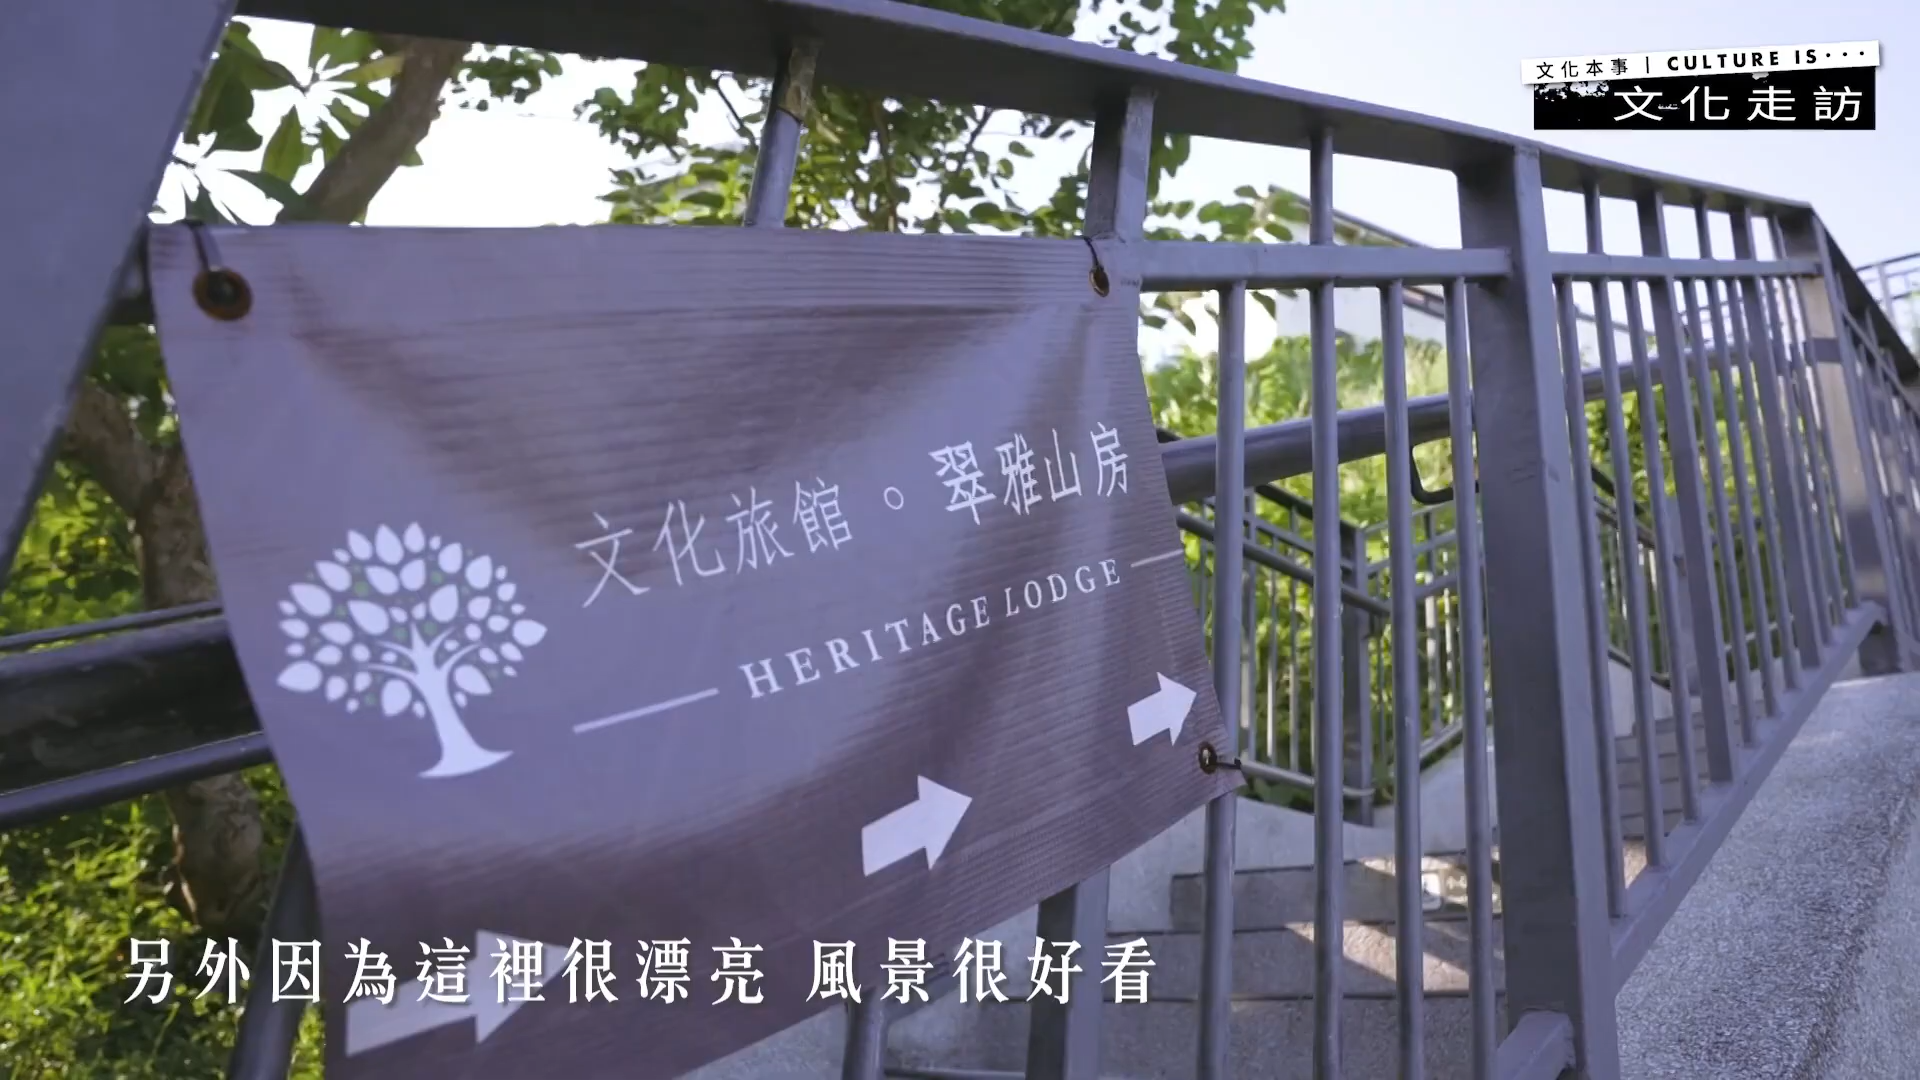 文化本事 | CULTURE IS···
文化走訪
文化旅館。翠雅山房
HERITAGE LODGE
另外因為這裡很漂亮 風景很好看